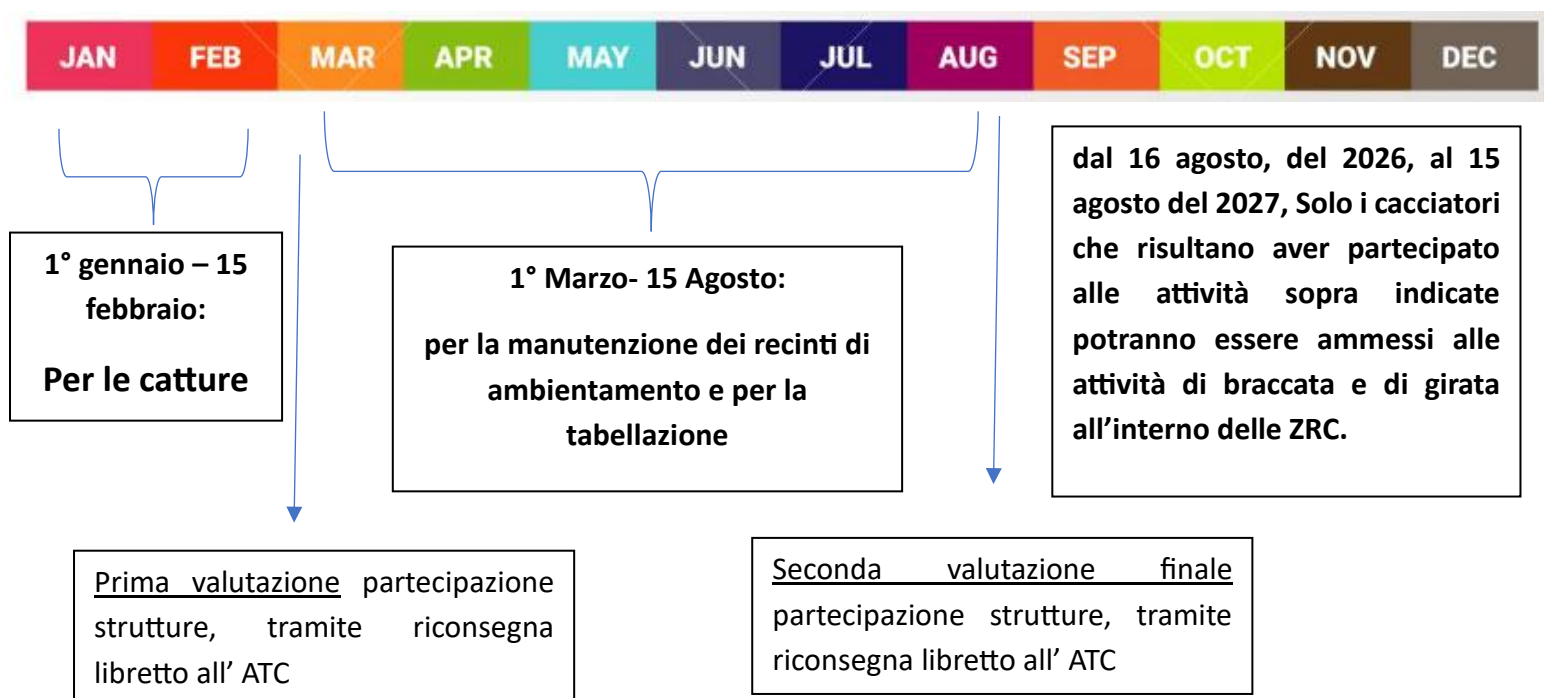 JAN FEB MAR APR MAY JUN JUL AUG SEP OCT NOV DEC
1° gennaio – 15
febbraio:
Per le catture
1° Marzo- 15 Agosto:
per la manutenzione dei recinti di
ambientamento e per la
tabellazione
dal 16 agosto, del 2026, al 15
agosto del 2027, Solo i cacciatori
che risultano aver partecipato
alle attività sopra indicate
potranno essere ammessi alle
attività di braccata e di girata
all’interno delle ZRC.
Prima valutazione partecipazione
strutture, tramite riconsegna
libretto all’ ATC
Seconda valutazione finale
partecipazione strutture, tramite
riconsegna libretto all’ ATC